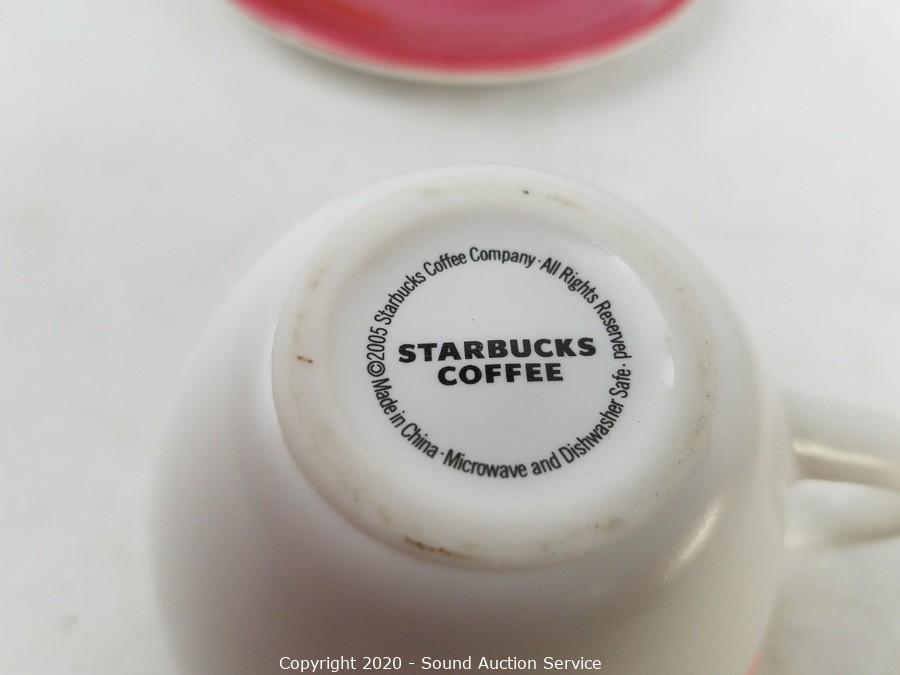 ©2005 Starbucks Coffee Company · All Rights Reserved · Made in China · Microwave and Dishwasher Safe ·
STARBUCKS
COFFEE
Copyright 2020 - Sound Auction Service